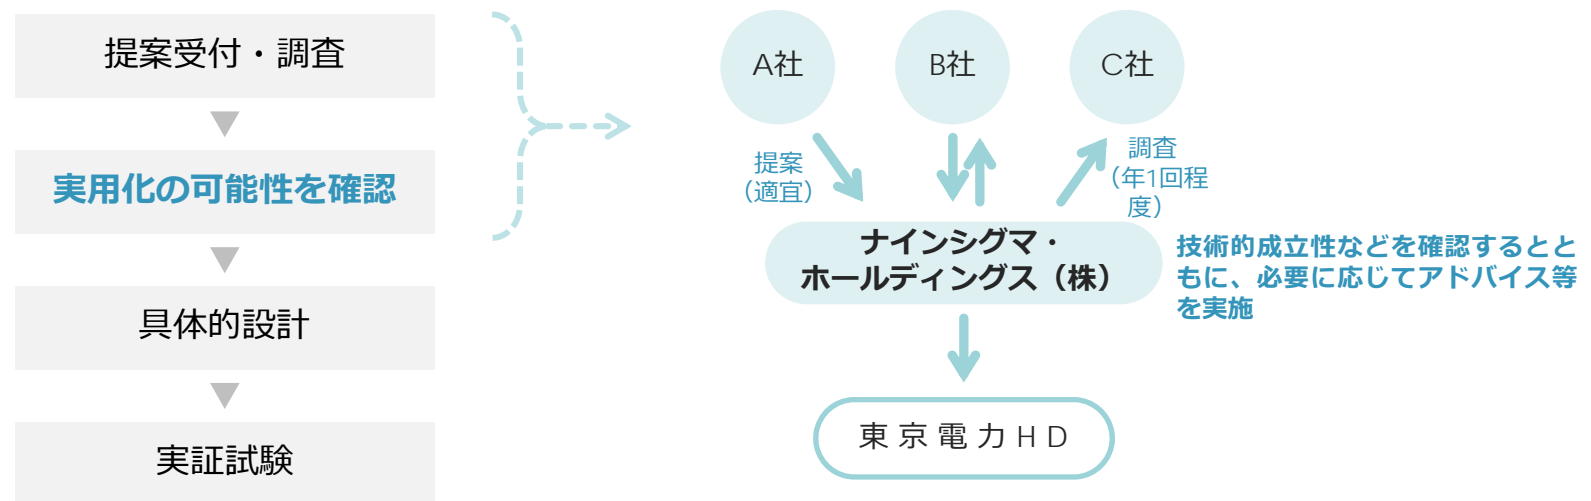 提案受付・調査
実用化の可能性を確認
具体的設計
実証試験
A社
B社
C社
提案
（適宜）
調査
（年1回程
度）
ナインシグマ・
ホールディングス（株）
技術的成立性などを確認するとと
もに、必要に応じてアドバイス等
を実施
東京電力HD